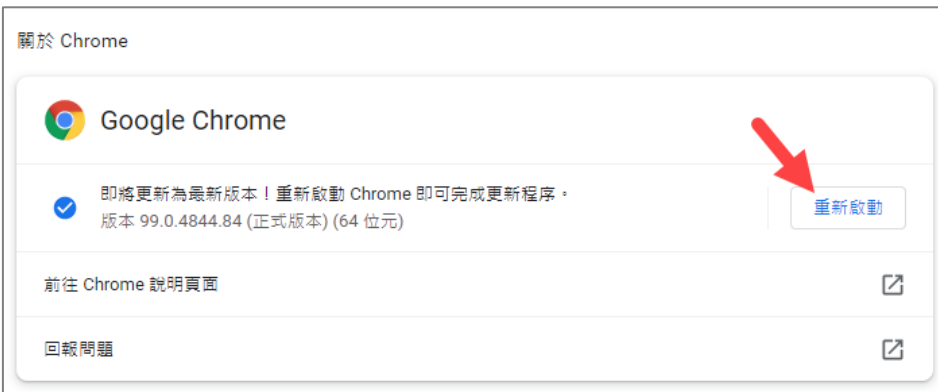 關於 Chrome
Google Chrome
即將更新為最新版本！重新啟動 Chrome 即可完成更新程序。
版本 99.0.4844.84 (正式版本) (64 位元)
重新啟動
前往 Chrome 說明頁面
回報問題